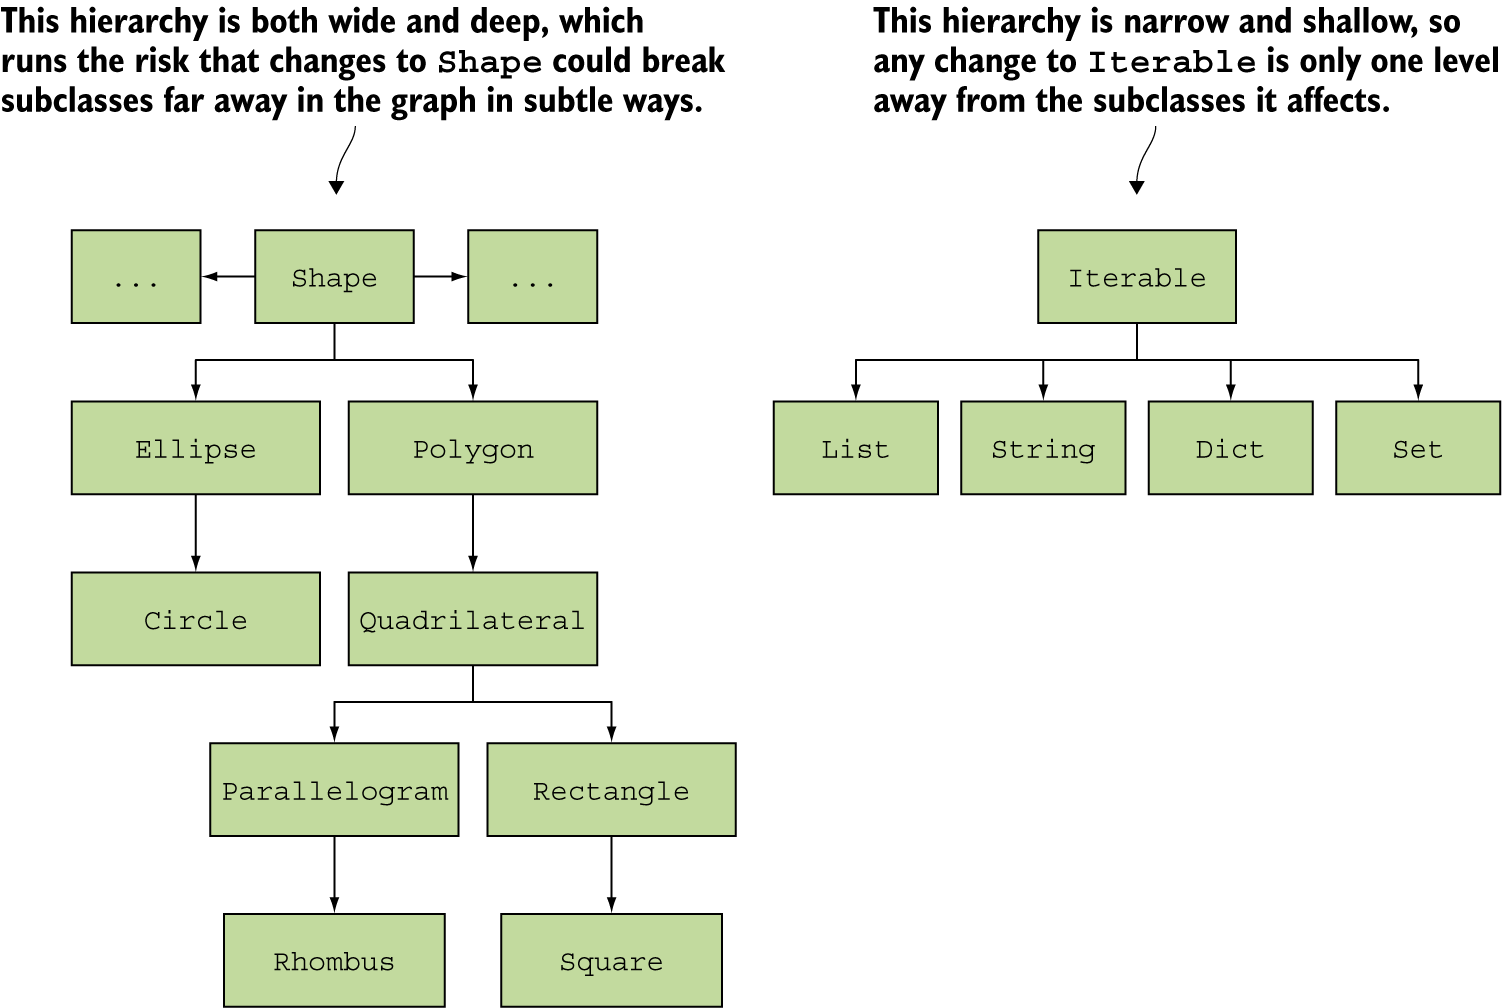 This hierarchy is both wide and deep, which
runs the risk that changes to Shape could break
subclasses far away in the graph in subtle ways.
This hierarchy is narrow and shallow, so
any change to Iterable is only one level
away from the subclasses it affects.
...
Shape
...
Ellipse
Polygon
Circle
Quadrilateral
Parallelogram
Rectangle
Rhombus
Square
Iterable
List
String
Dict
Set